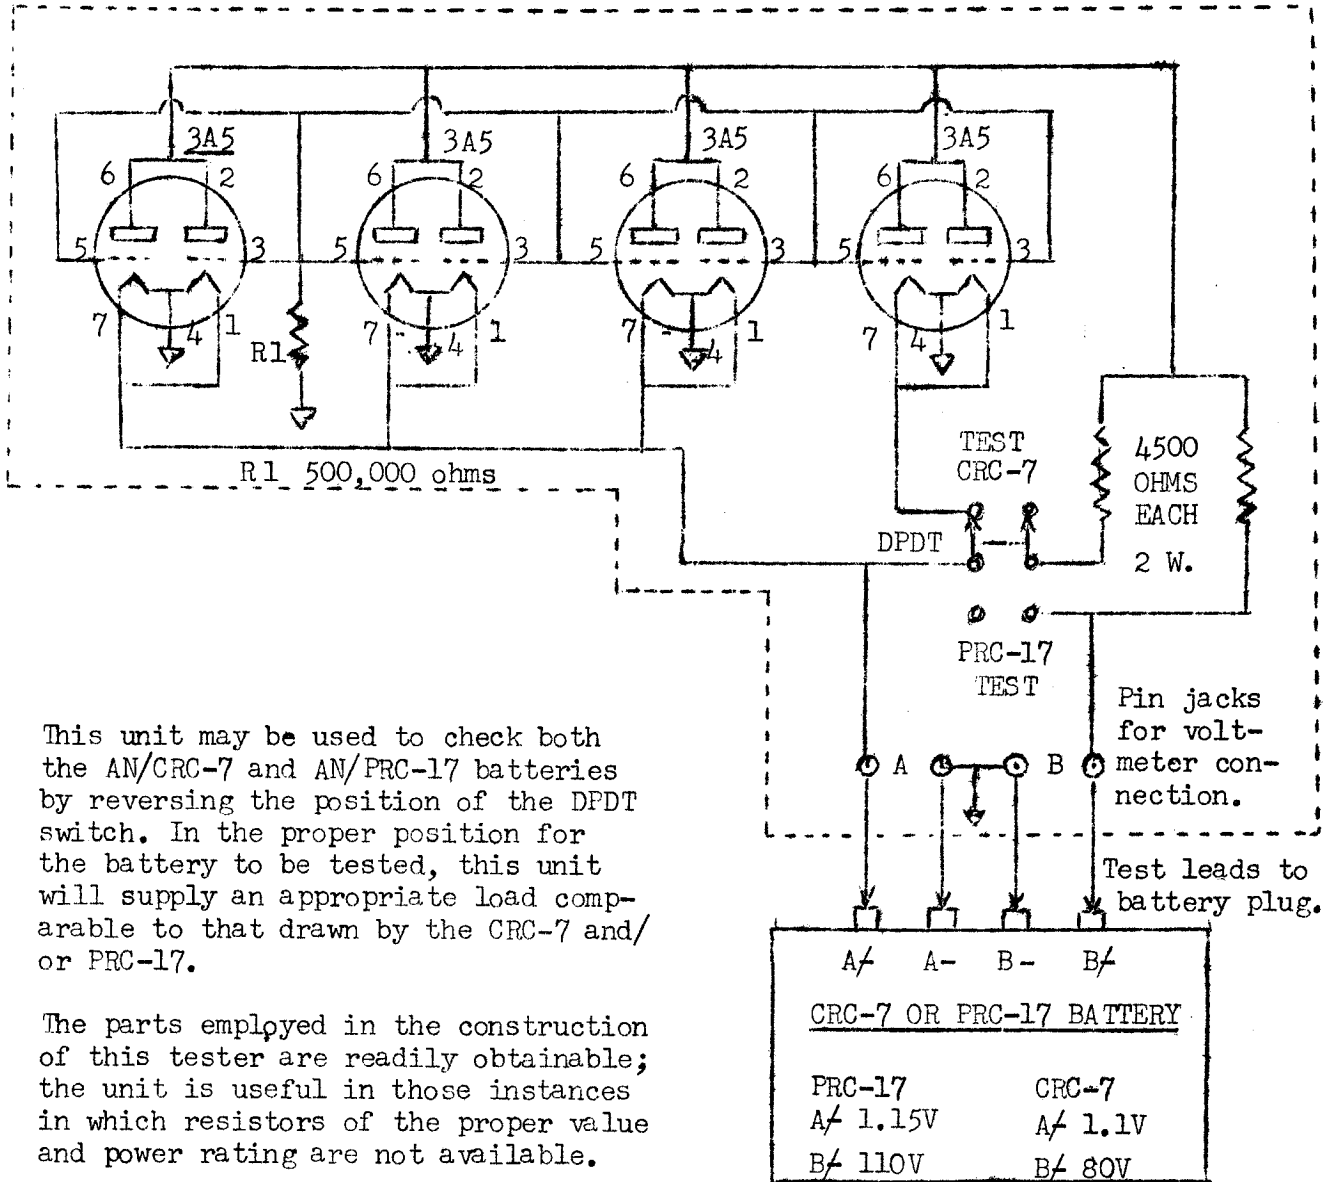 3A5
3A5
3A5
3A5
6 2
6 2
6 2
6 2
5 3
5 3
5 3
5 3
7 4 1
7 4 1
7 4 1
7 4 1
R1
R1 500,000 ohms
TEST
CRC-7
DPDT
4500
OHMS
EACH
2 W.
PRC-17
TEST
Pin jacks
for volt-
meter con-
nection.
A B
This unit may be used to check both
the AN/CRC-7 and AN/PRC-17 batteries
by reversing the position of the DPDT
switch. In the proper position for
the battery to be tested, this unit
will supply an appropriate load comp-
arable to that drawn by the CRC-7 and/
or PRC-17.
The parts employed in the construction
of this tester are readily obtainable;
the unit is useful in those instances
in which resistors of the proper value
and power rating are not available.
Test leads to
battery plug.
A+ A- B- B+
CRC-7 OR PRC-17 BATTERY
PRC-17 CRC-7
A+ 1.15V A+ 1.1V
B+ 110V B+ 80V